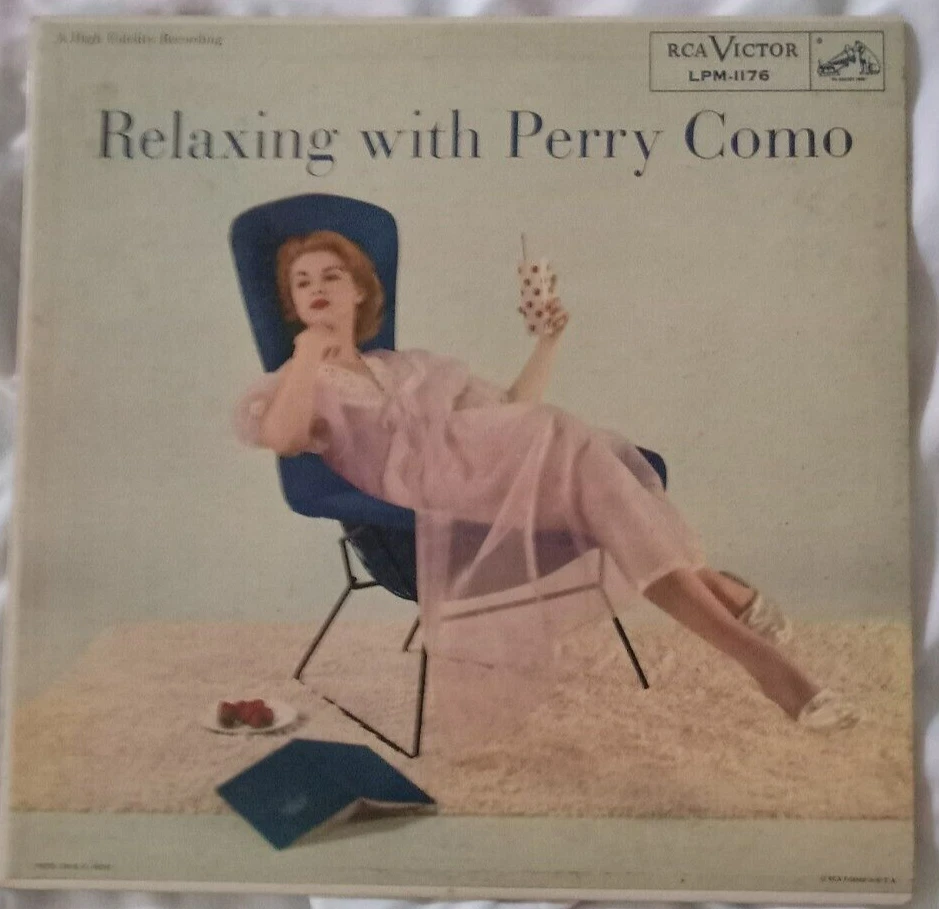 A High Fidelity Recording
RCA VICTOR
LPM-1176
Relaxing with Perry Como